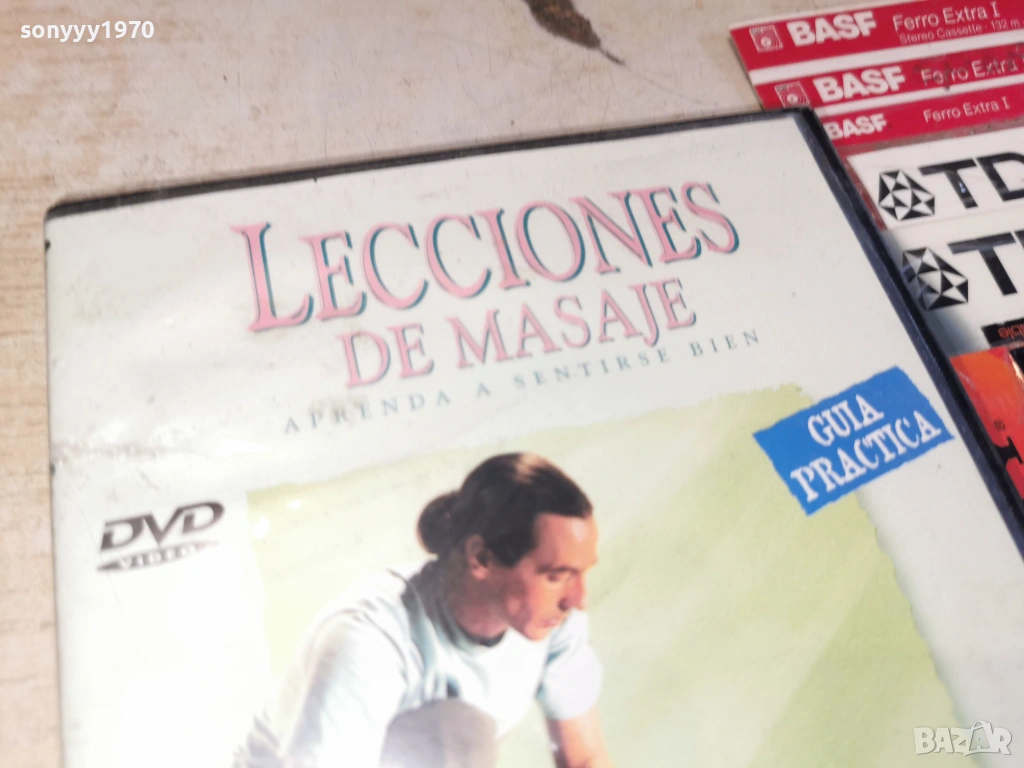 sonyyy1970
BASF Ferro Extra I
Stereo Cassette - 132 m
BASF Ferro Extra
BASF Ferro Extra I
LECCIONES
DE MASAJE
APRENDA A SENTIRSE BIEN
GUIA
PRACTICA
DVD
VIDEO
BAZAR